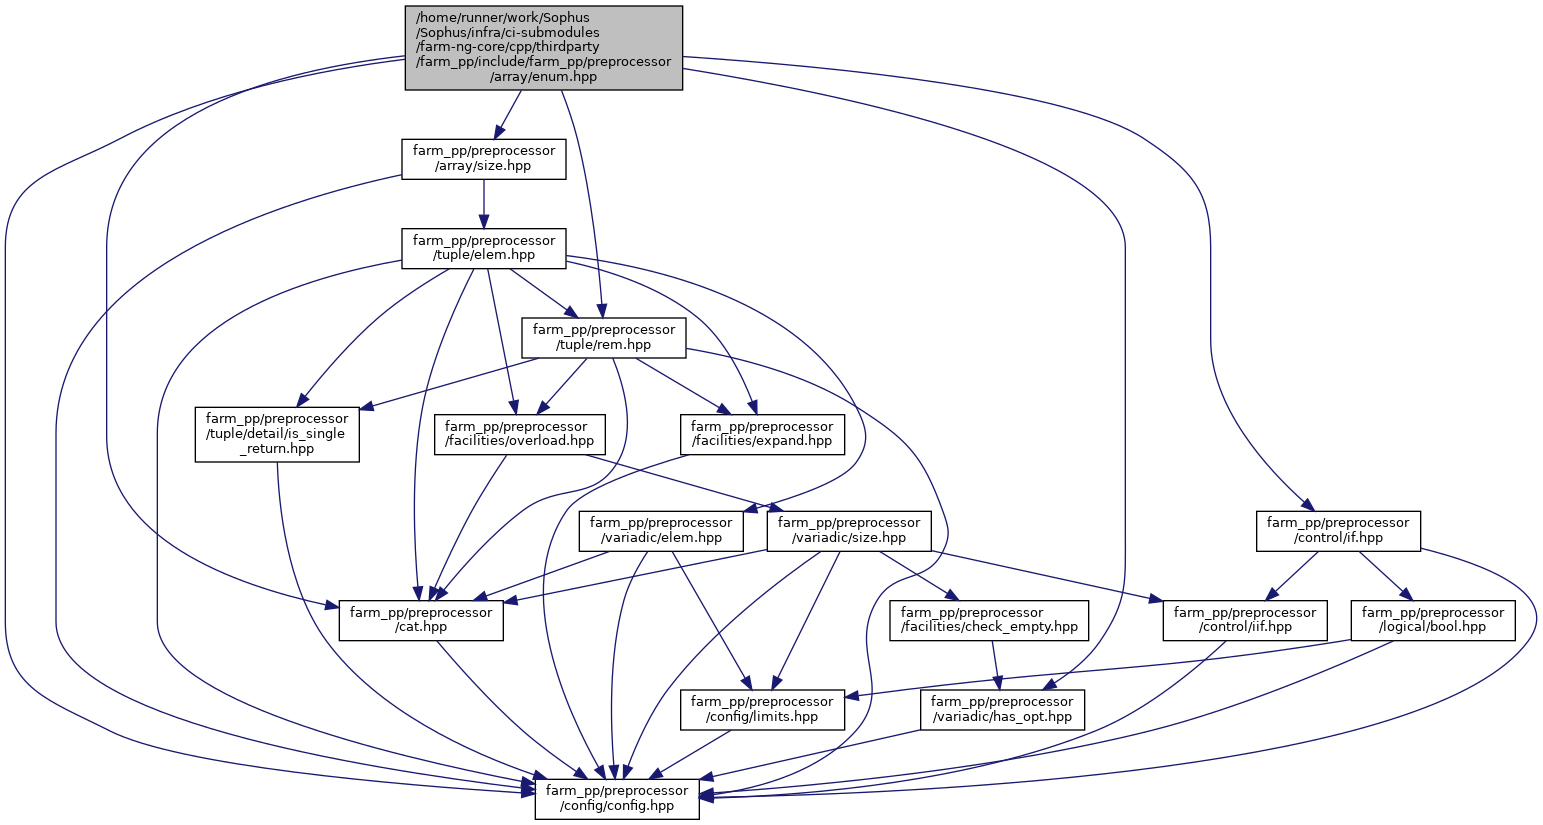 /home/runner/work/Sophus
/Sophus/infra/ci-submodules
/farm-ng-core/cpp/thirdparty
/farm_pp/include/farm_pp/preprocessor
/array/enum.hpp
farm_pp/preprocessor
/array/size.hpp
farm_pp/preprocessor
/tuple/elem.hpp
farm_pp/preprocessor
/tuple/rem.hpp
farm_pp/preprocessor
/tuple/detail/is_single
_return.hpp
farm_pp/preprocessor
/facilities/overload.hpp
farm_pp/preprocessor
/facilities/expand.hpp
farm_pp/preprocessor
/variadic/elem.hpp
farm_pp/preprocessor
/variadic/size.hpp
farm_pp/preprocessor
/control/if.hpp
farm_pp/preprocessor
/cat.hpp
farm_pp/preprocessor
/facilities/check_empty.hpp
farm_pp/preprocessor
/control/iif.hpp
farm_pp/preprocessor
/logical/bool.hpp
farm_pp/preprocessor
/config/limits.hpp
farm_pp/preprocessor
/variadic/has_opt.hpp
farm_pp/preprocessor
/config/config.hpp